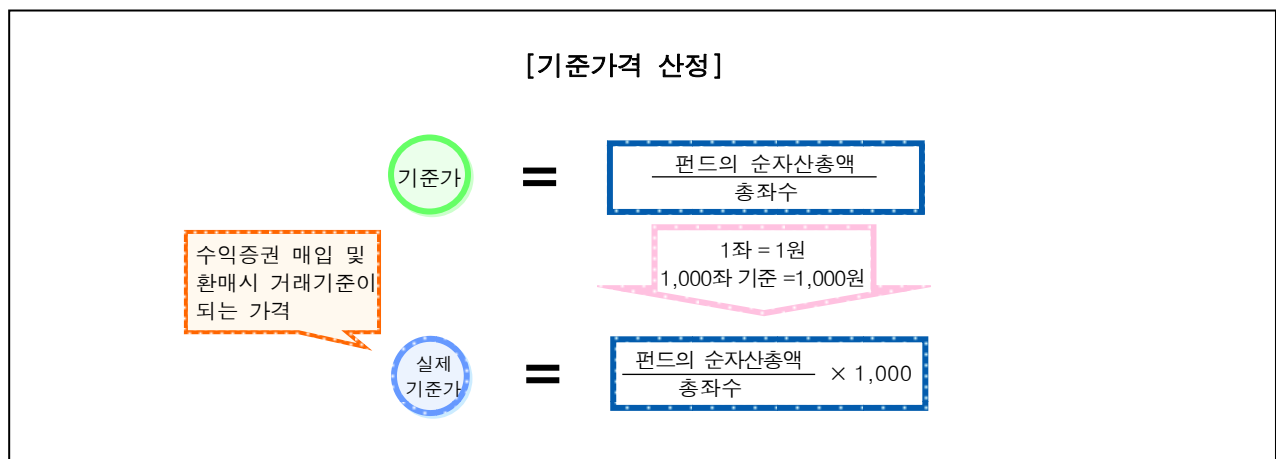 [기준가격 산정]
기준가
=
펀드의 순자산총액
총좌수
수익증권 매입 및
환매시 거래기준이
되는 가격
1좌 = 1원
1,000좌 기준 =1,000원
실제
기준가
=
펀드의 순자산총액
총좌수
× 1,000